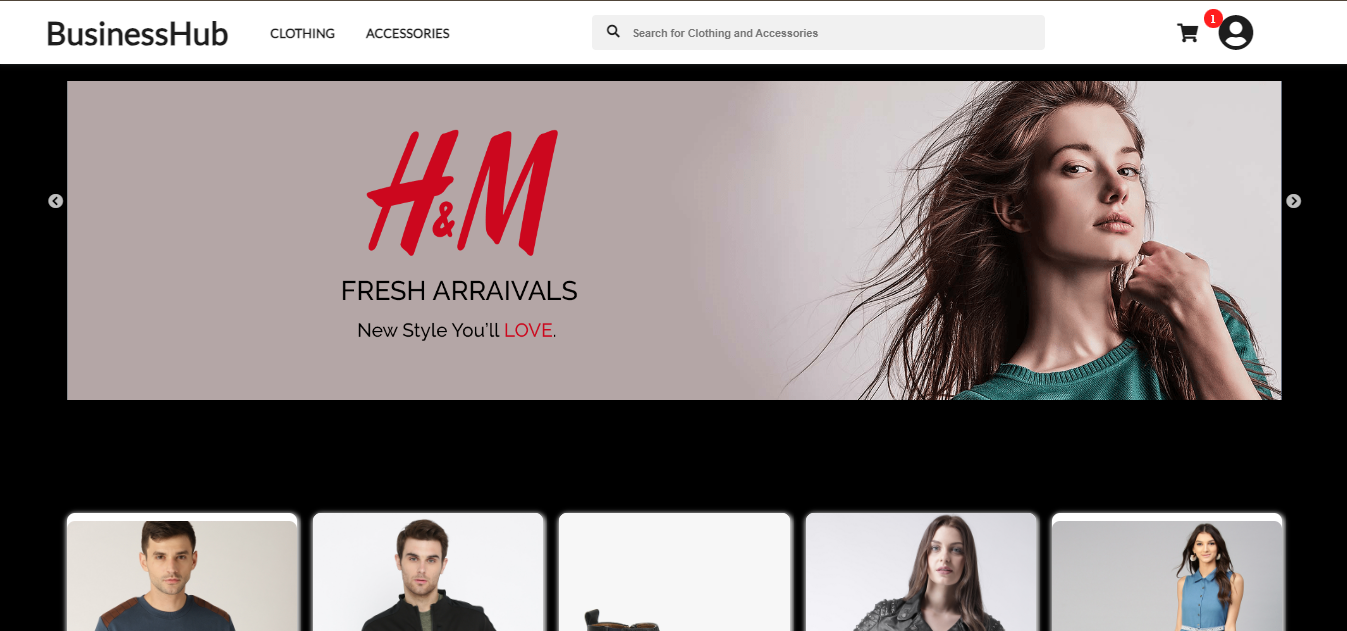 BusinessHub
CLOTHING
ACCESSORIES
Search for Clothing and Accessories
1
H&M
FRESH ARRAIVALS
New Style You'll LOVE.